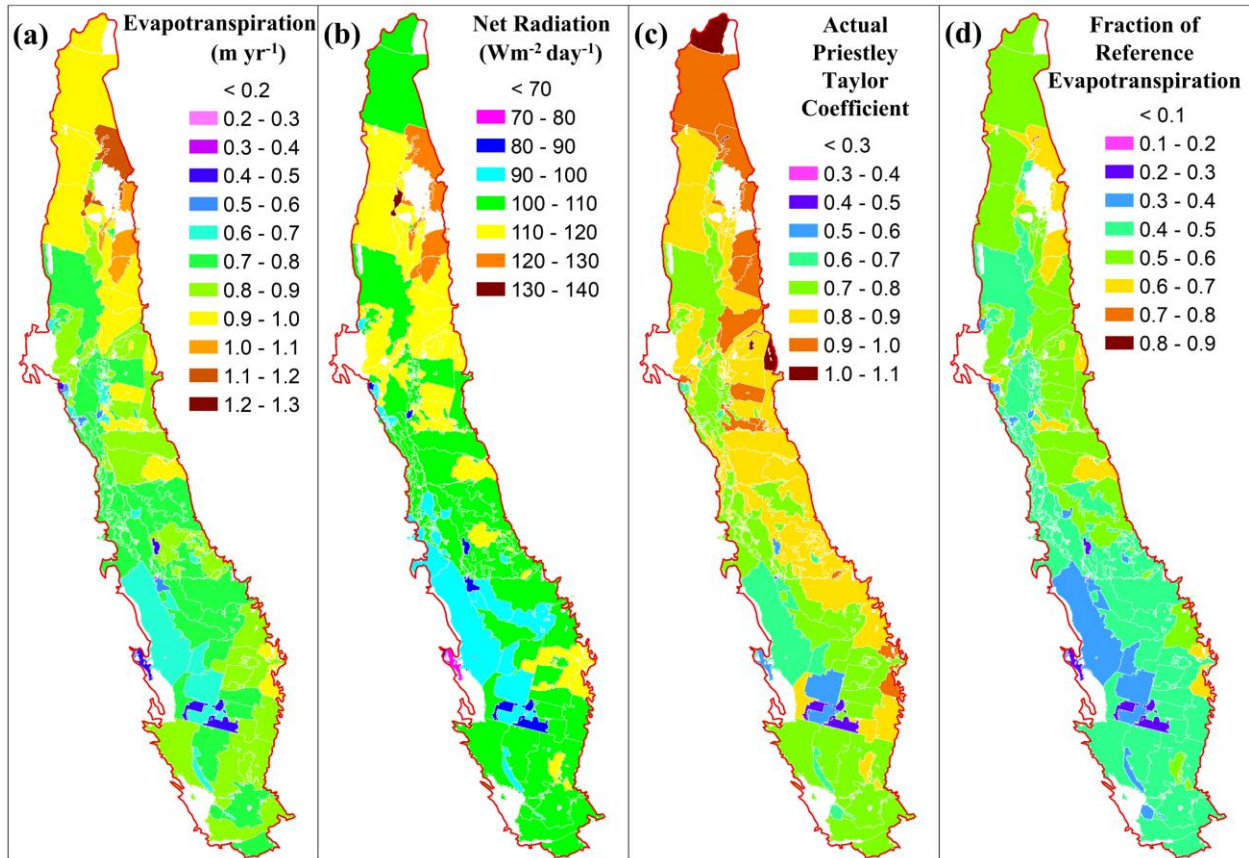 (a) Evapotranspiration
(m yr-1)
< 0.2
0.2 - 0.3
0.3 - 0.4
0.4 - 0.5
0.5 - 0.6
0.6 - 0.7
0.7 - 0.8
0.8 - 0.9
0.9 - 1.0
1.0 - 1.1
1.1 - 1.2
1.2 - 1.3
(b) Net Radiation
(Wm-2 day-1)
< 70
70 - 80
80 - 90
90 - 100
100 - 110
110 - 120
120 - 130
130 - 140
(c) Actual
Priestley
Taylor
Coefficient
< 0.3
0.3 - 0.4
0.4 - 0.5
0.5 - 0.6
0.6 - 0.7
0.7 - 0.8
0.8 - 0.9
0.9 - 1.0
1.0 - 1.1
(d) Fraction of
Reference
Evapotranspiration
< 0.1
0.1 - 0.2
0.2 - 0.3
0.3 - 0.4
0.4 - 0.5
0.5 - 0.6
0.6 - 0.7
0.7 - 0.8
0.8 - 0.9